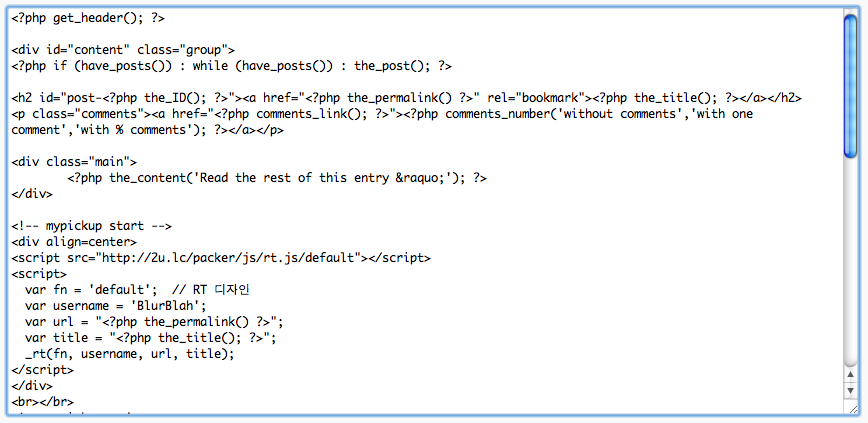 <?php get_header(); ?>
<div id="content" class="group">
<?php if (have_posts()) : while (have_posts()) : the_post(); ?>
<h2 id="post-<?php the_ID(); ?>"><a href="<?php the_permalink() ?>" rel="bookmark"><?php the_title(); ?></a></h2>
<p class="comments"><a href="<?php comments_link(); ?>"><?php comments_number('without comments','with one
comment','with % comments'); ?></a></p>
<div class="main">
<?php the_content('Read the rest of this entry &raquo;'); ?>
</div>
<!-- mypickup start -->
<div align=center>
<script src="http://2u.lc/packer/js/rt.js/default"></script>
<script>
var fn = 'default';  // RT 디자인
var username = 'BlurBlah';
var url = "<?php the_permalink() ?>";
var title = "<?php the_title(); ?>";
_rt(fn, username, url, title);
</script>
</div>
<br></br>